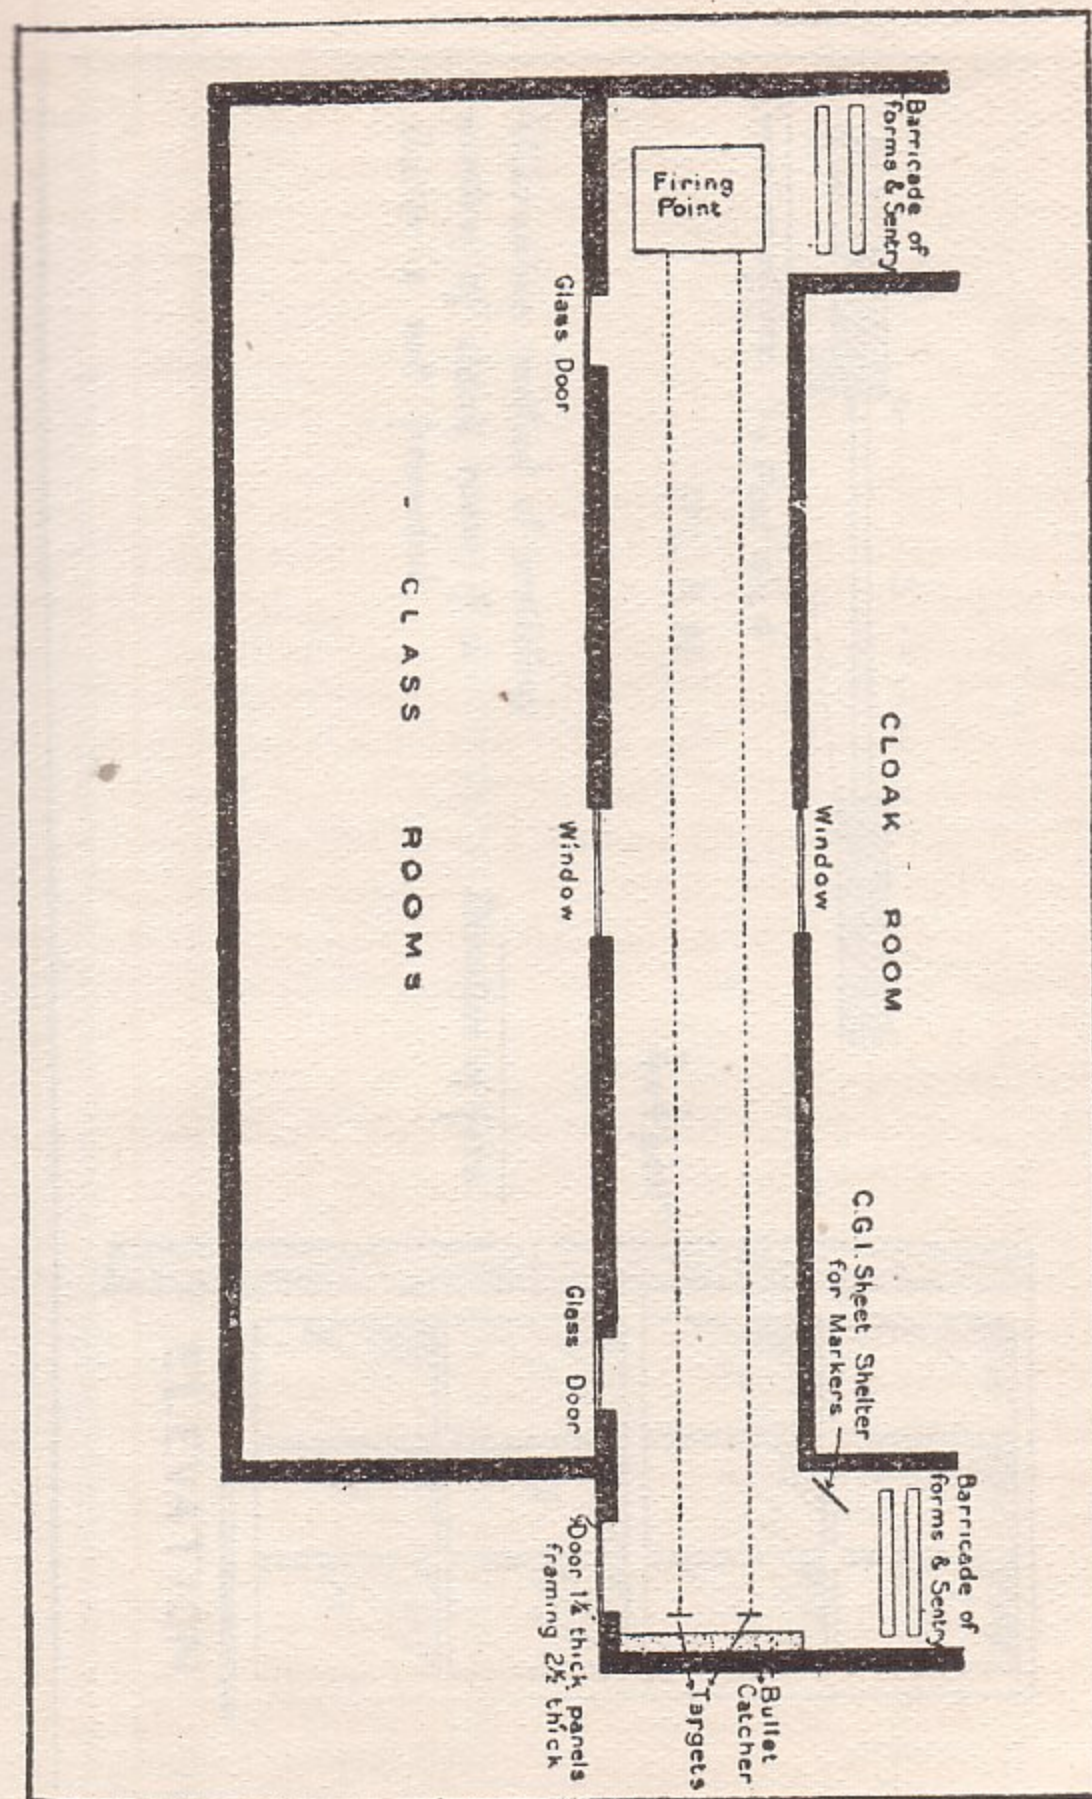 Barricade of
forms & Sentry
Firing
Point
Glass Door
CLOAK ROOM
Window
Window
- CLASS ROOMS
C.G.I. Sheet Shelter
for Markers
Glass Door
Barricade of
forms & Sentry
Door 1¼" thick panels
framing 2½ thick
Bullet
Catcher
Targets